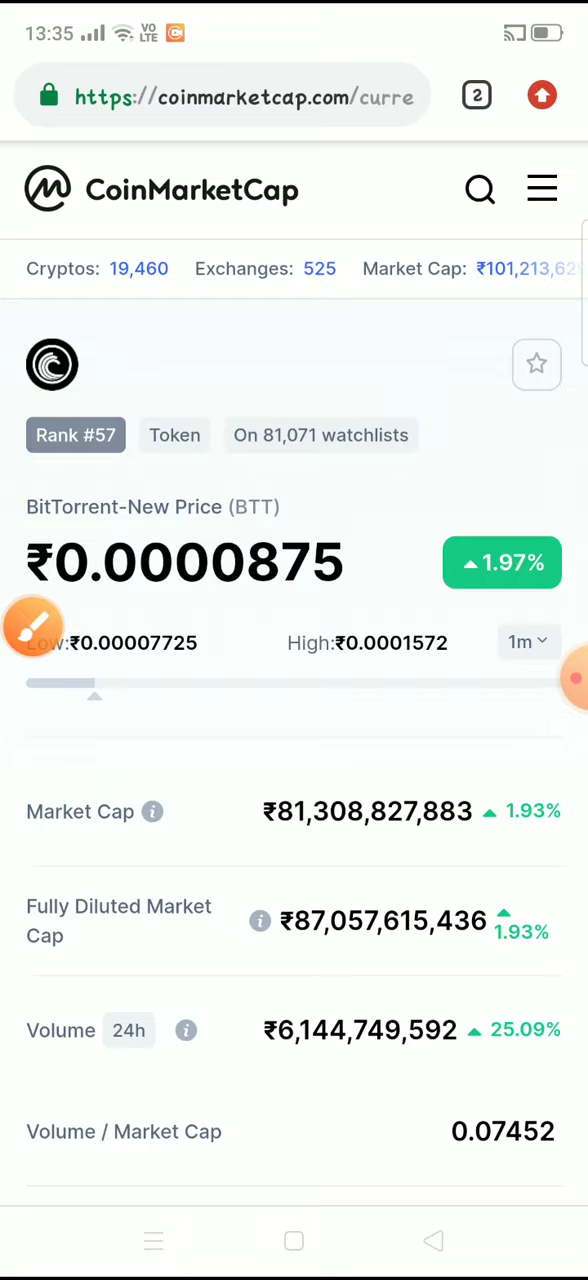 13:35 VO LTE
https://coinmarketcap.com/curre 2
CoinMarketCap
Cryptos: 19,460 Exchanges: 525 Market Cap: ₹101,213,629
Rank #57 Token On 81,071 watchlists
BitTorrent-New Price (BTT)
₹0.0000875 1.97%
Low:₹0.00007725 High:₹0.0001572 1m
Market Cap ₹81,308,827,883 1.93%
Fully Diluted Market
Cap ₹87,057,615,436 1.93%
Volume 24h ₹6,144,749,592 25.09%
Volume / Market Cap 0.07452